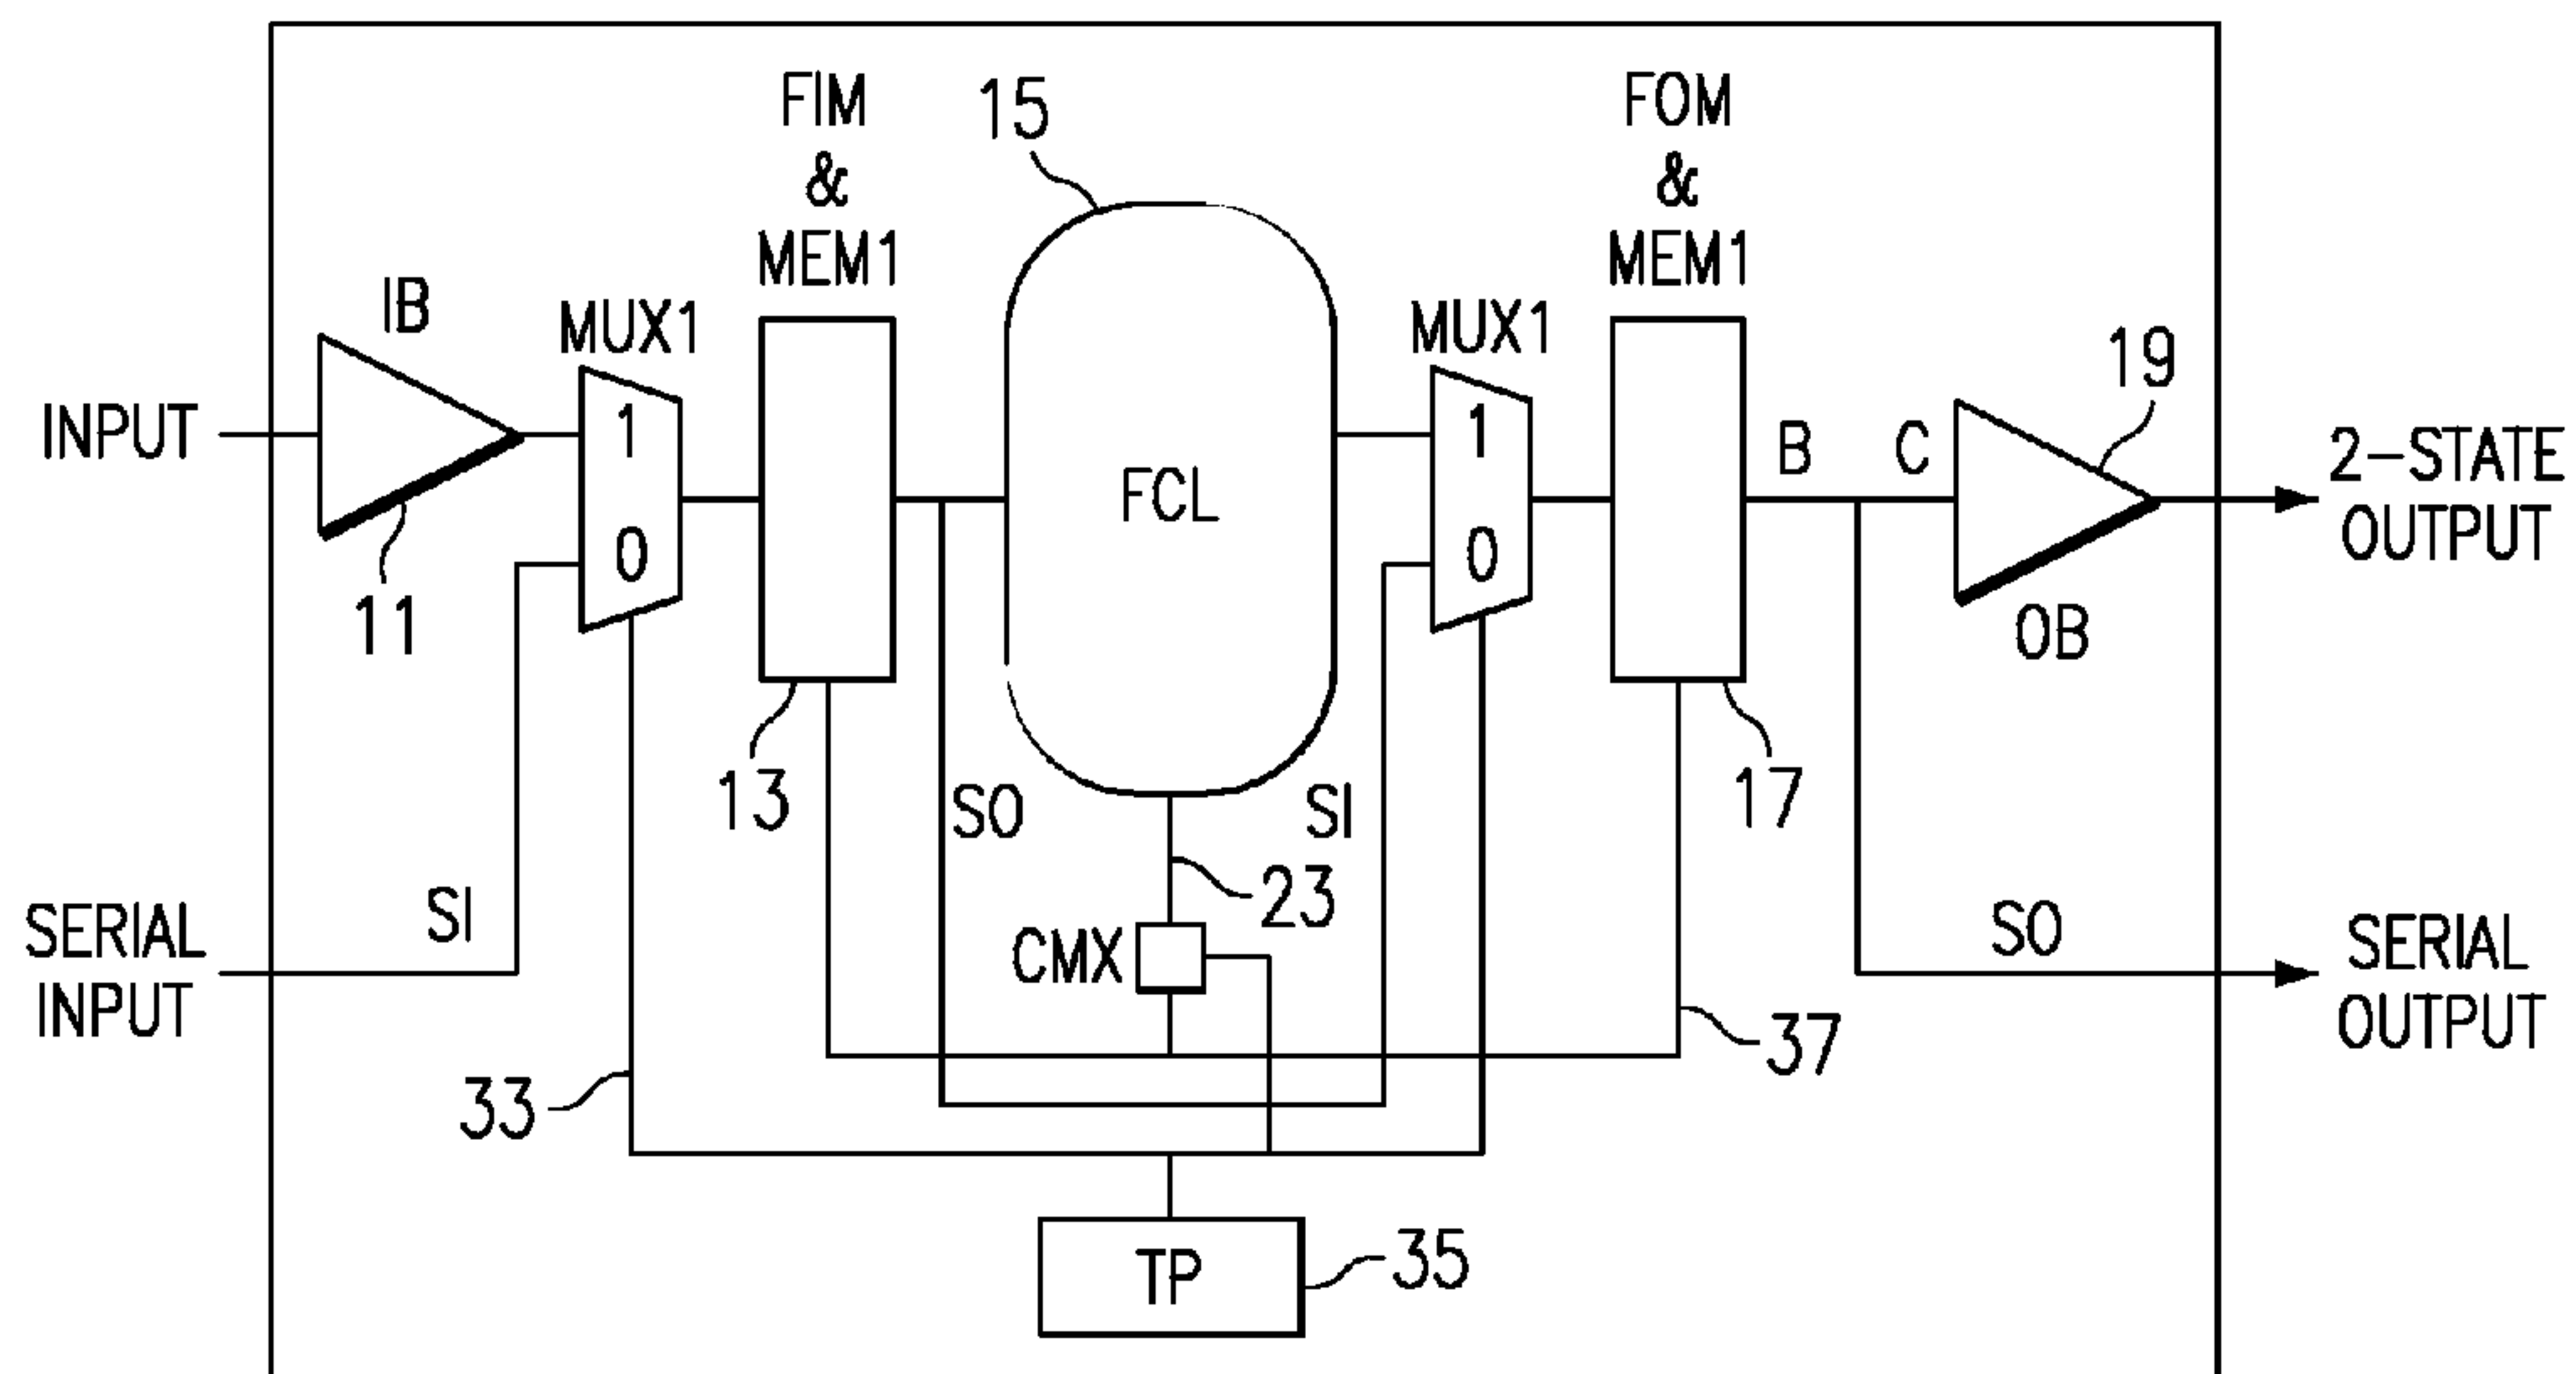 FIM
&
MEM1
15
FOM
&
MEM1
IB
MUX1
MUX1
19
INPUT
1
0
FCL
1
0
B
C
2-STATE
OUTPUT
11
OB
13
SO
SI
17
23
SERIAL
INPUT
SI
CMX
SO
SERIAL
OUTPUT
33
37
TP
35